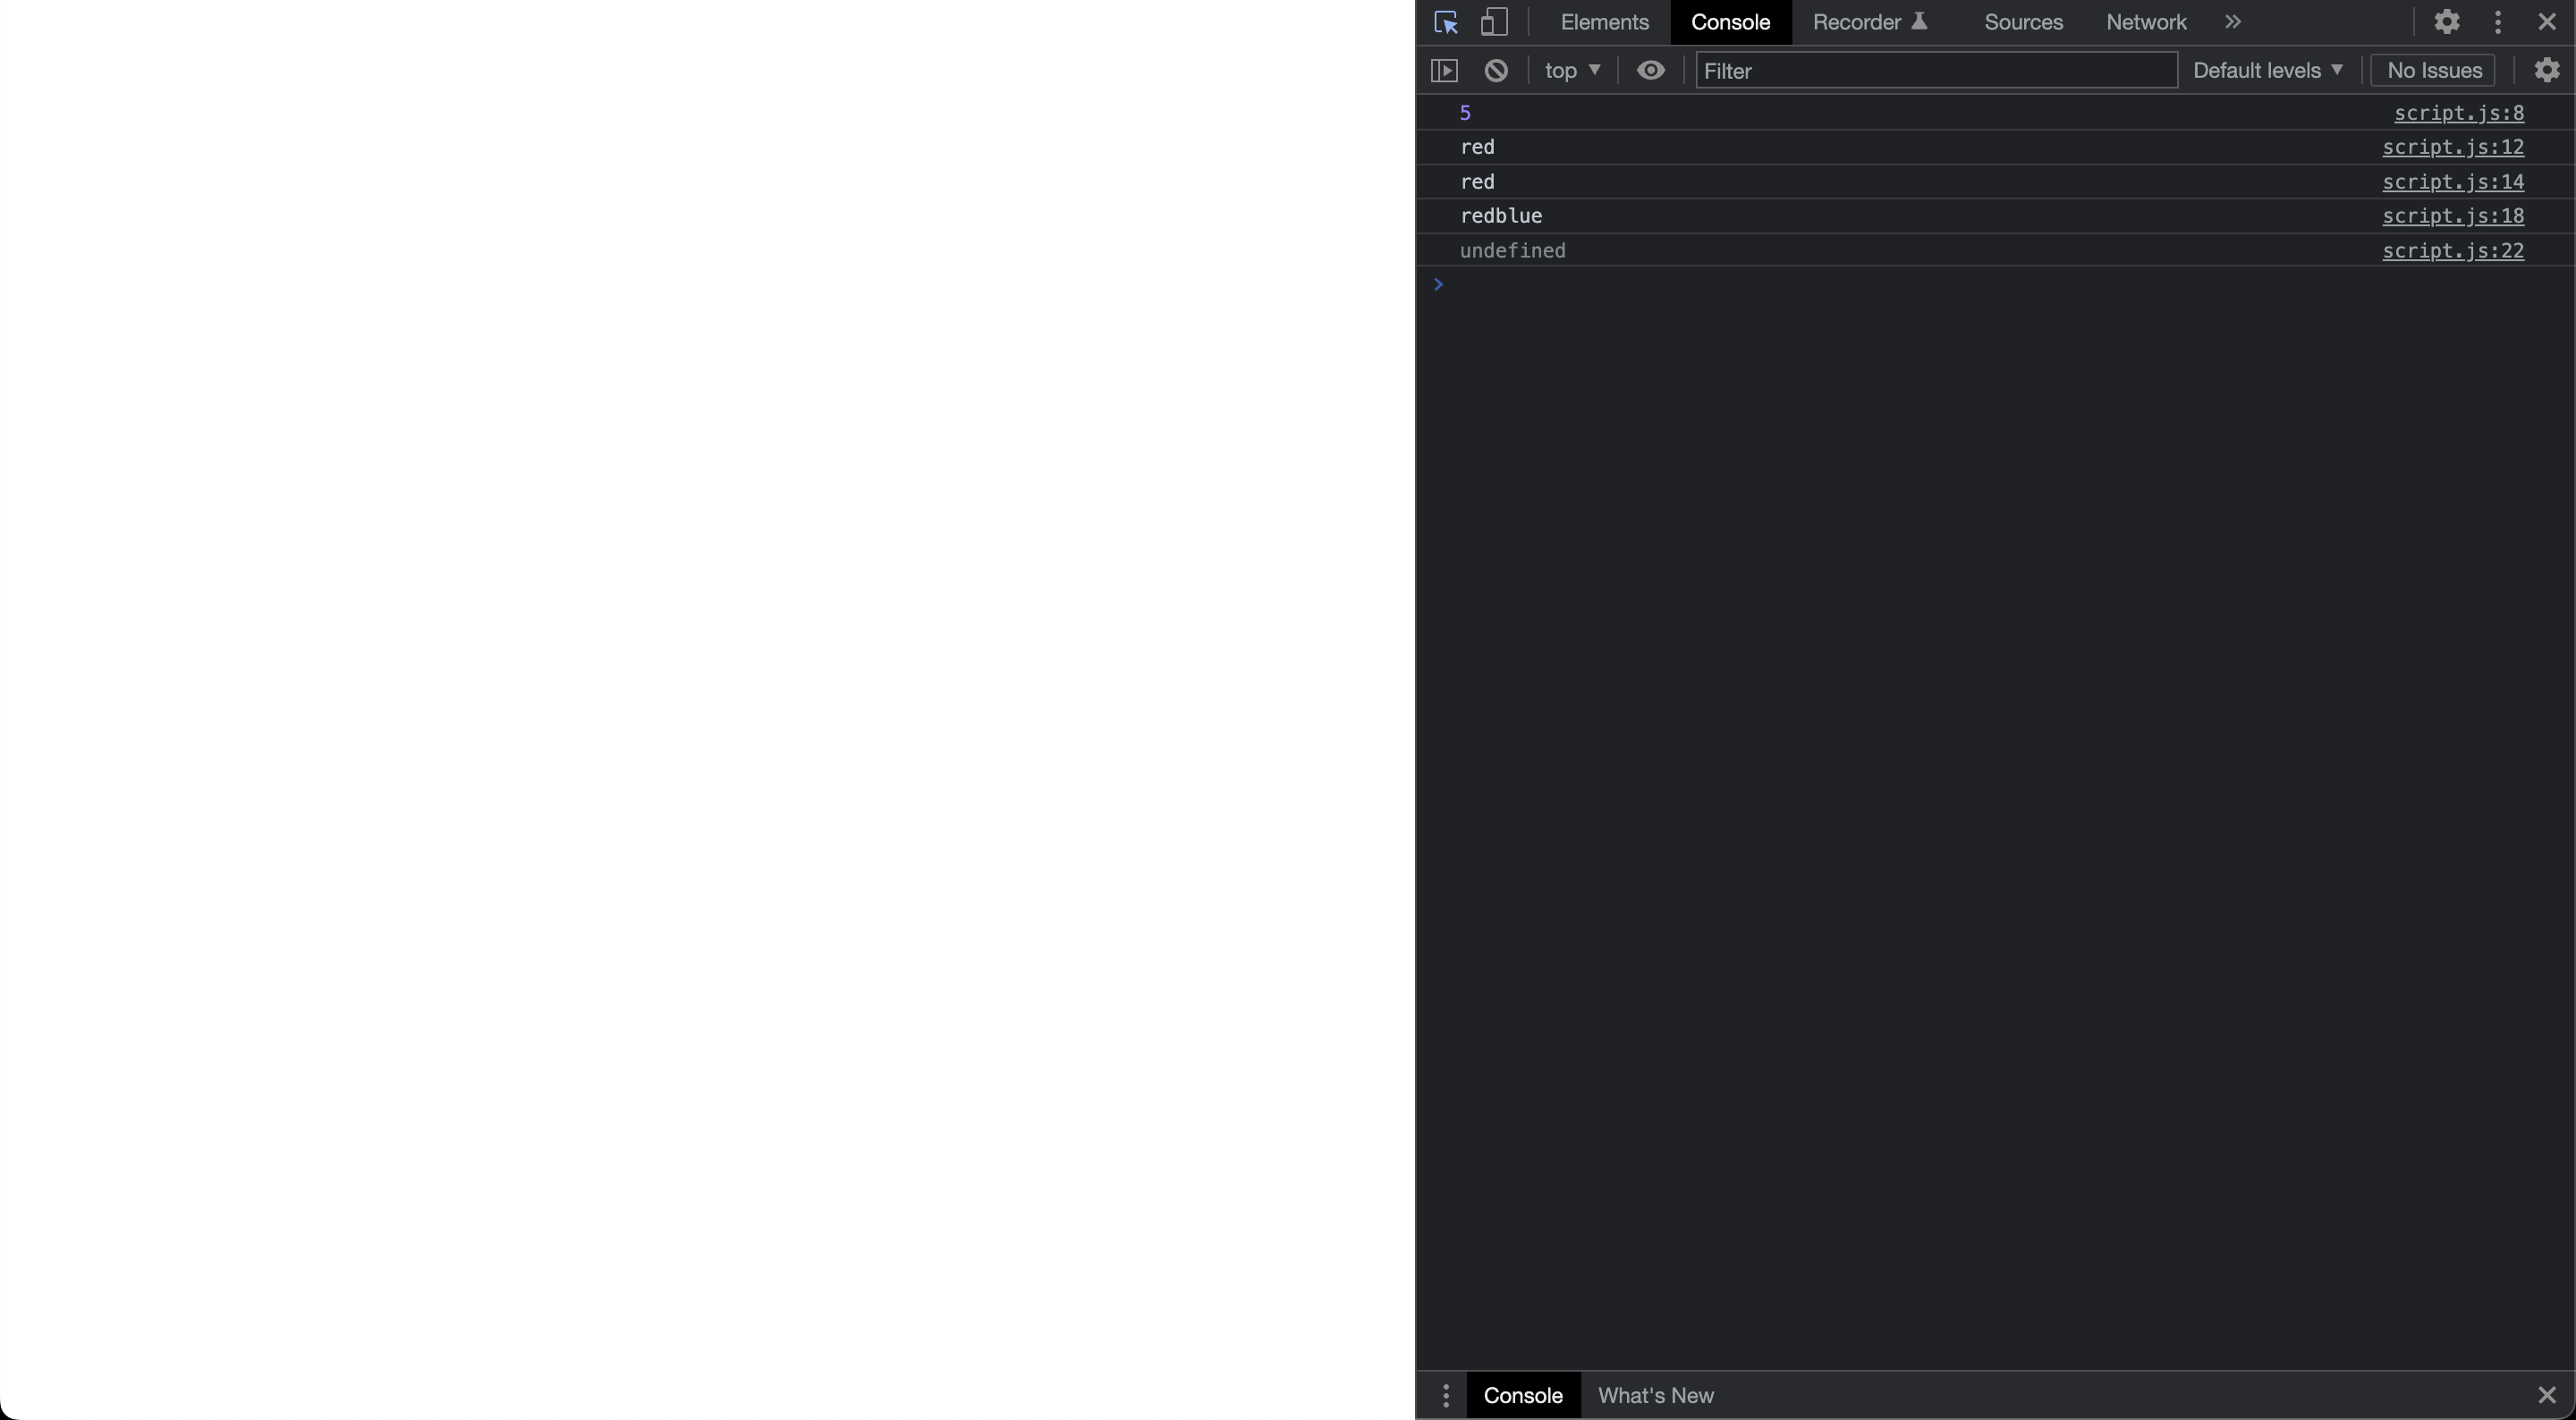 Elements Console Recorder Sources Network
top Filter Default levels No Issues
5 script.js:8
red script.js:12
red script.js:14
redblue script.js:18
undefined script.js:22
Console What's New